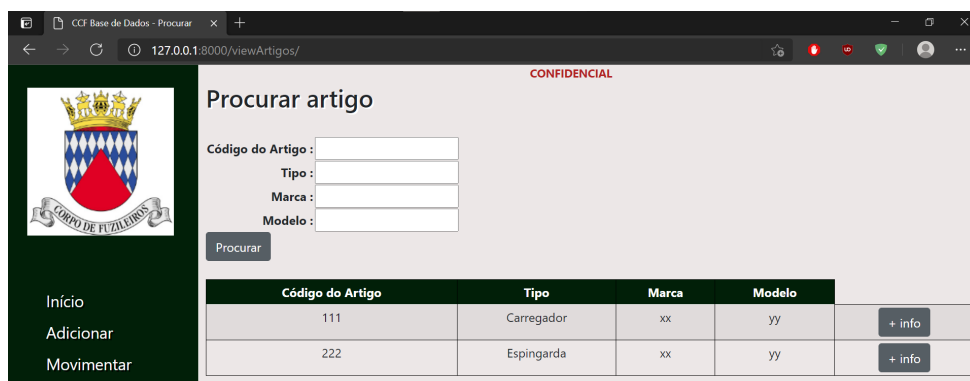 CCF Base de Dados - Procurar
127.0.0.1:8000/viewArtigos/
CONFIDENCIAL
CORPO DE FUZILEIROS
Início
Adicionar
Movimentar
Procurar artigo
Código do Artigo :
Tipo :
Marca :
Modelo :
Procurar
Código do Artigo Tipo Marca Modelo
111 Carregador xx yy + info
222 Espingarda xx yy + info